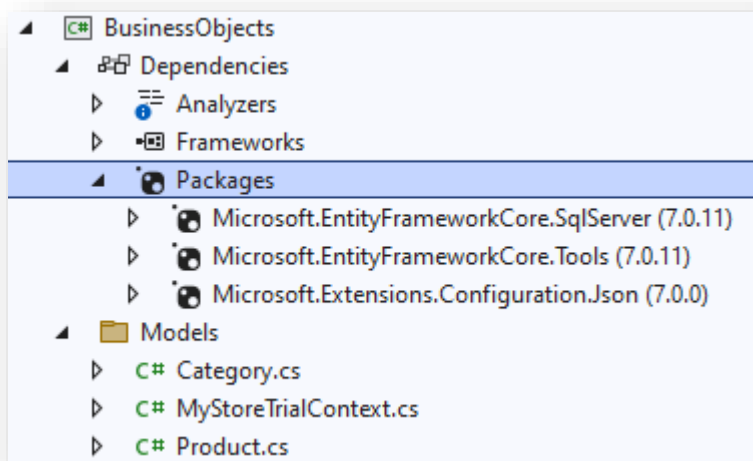 C# BusinessObjects
Dependencies
Analyzers
Frameworks
Packages
Microsoft.EntityFrameworkCore.SqlServer (7.0.11)
Microsoft.EntityFrameworkCore.Tools (7.0.11)
Microsoft.Extensions.Configuration.Json (7.0.0)
Models
C# Category.cs
C# MyStoreTrialContext.cs
C# Product.cs